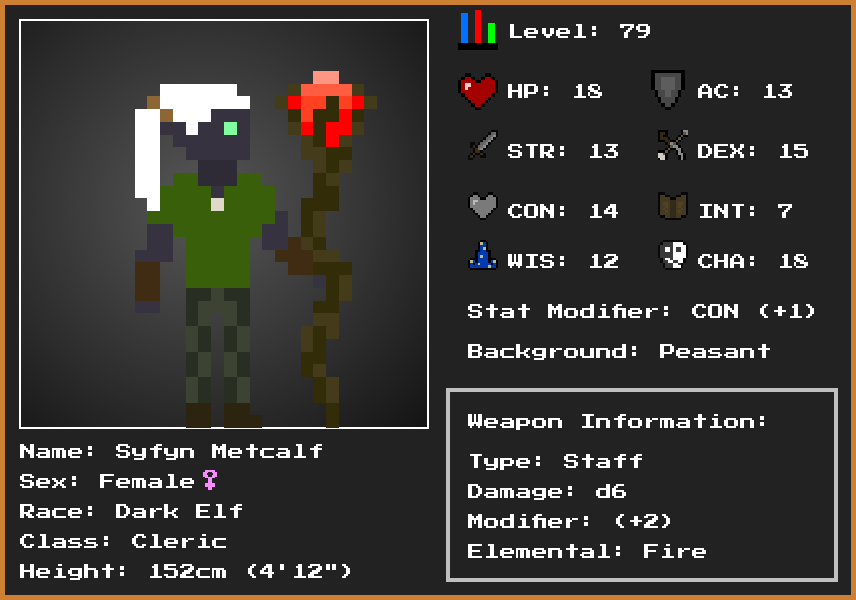 Level: 79
HP: 18
AC: 13
STR: 13
DEX: 15
CON: 14
INT: 7
WIS: 12
CHA: 18
Stat Modifier: CON (+1)
Background: Peasant
Weapon Information:
Type: Staff
Damage: d6
Modifier: (+2)
Elemental: Fire
Name: Syfyn Metcalf
Sex: Female♀
Race: Dark Elf
Class: Cleric
Height: 152cm (4'12")